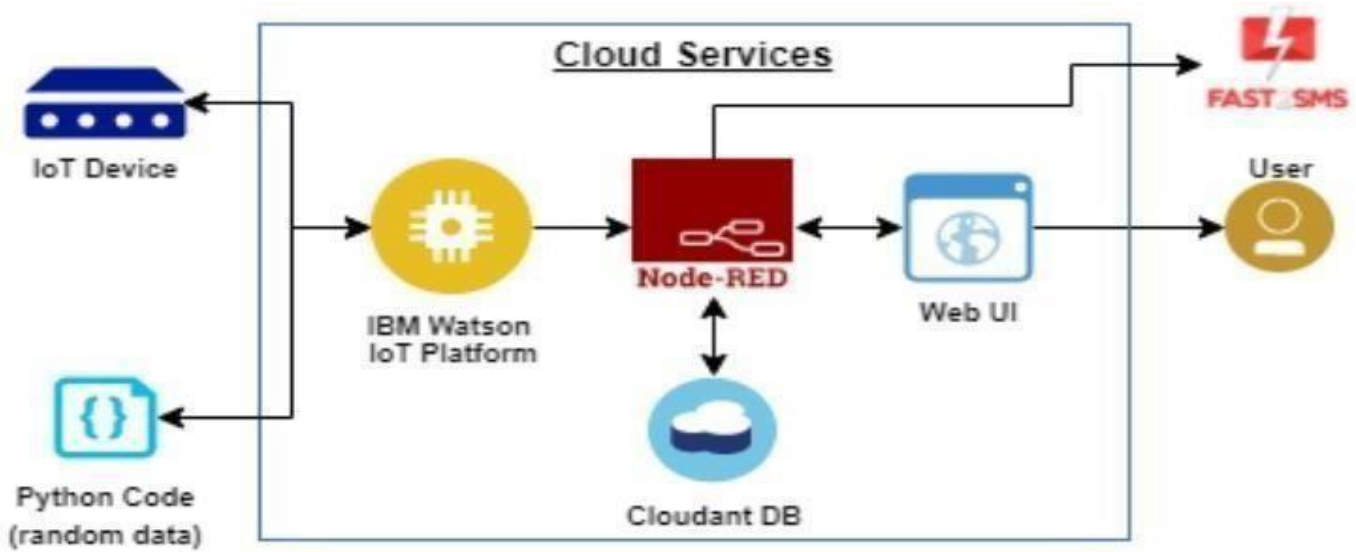 Cloud Services
FAST2SMS
IoT Device
User
Node-RED
Web UI
IBM Watson
IoT Platform
{}
Python Code
(random data)
Cloudant DB